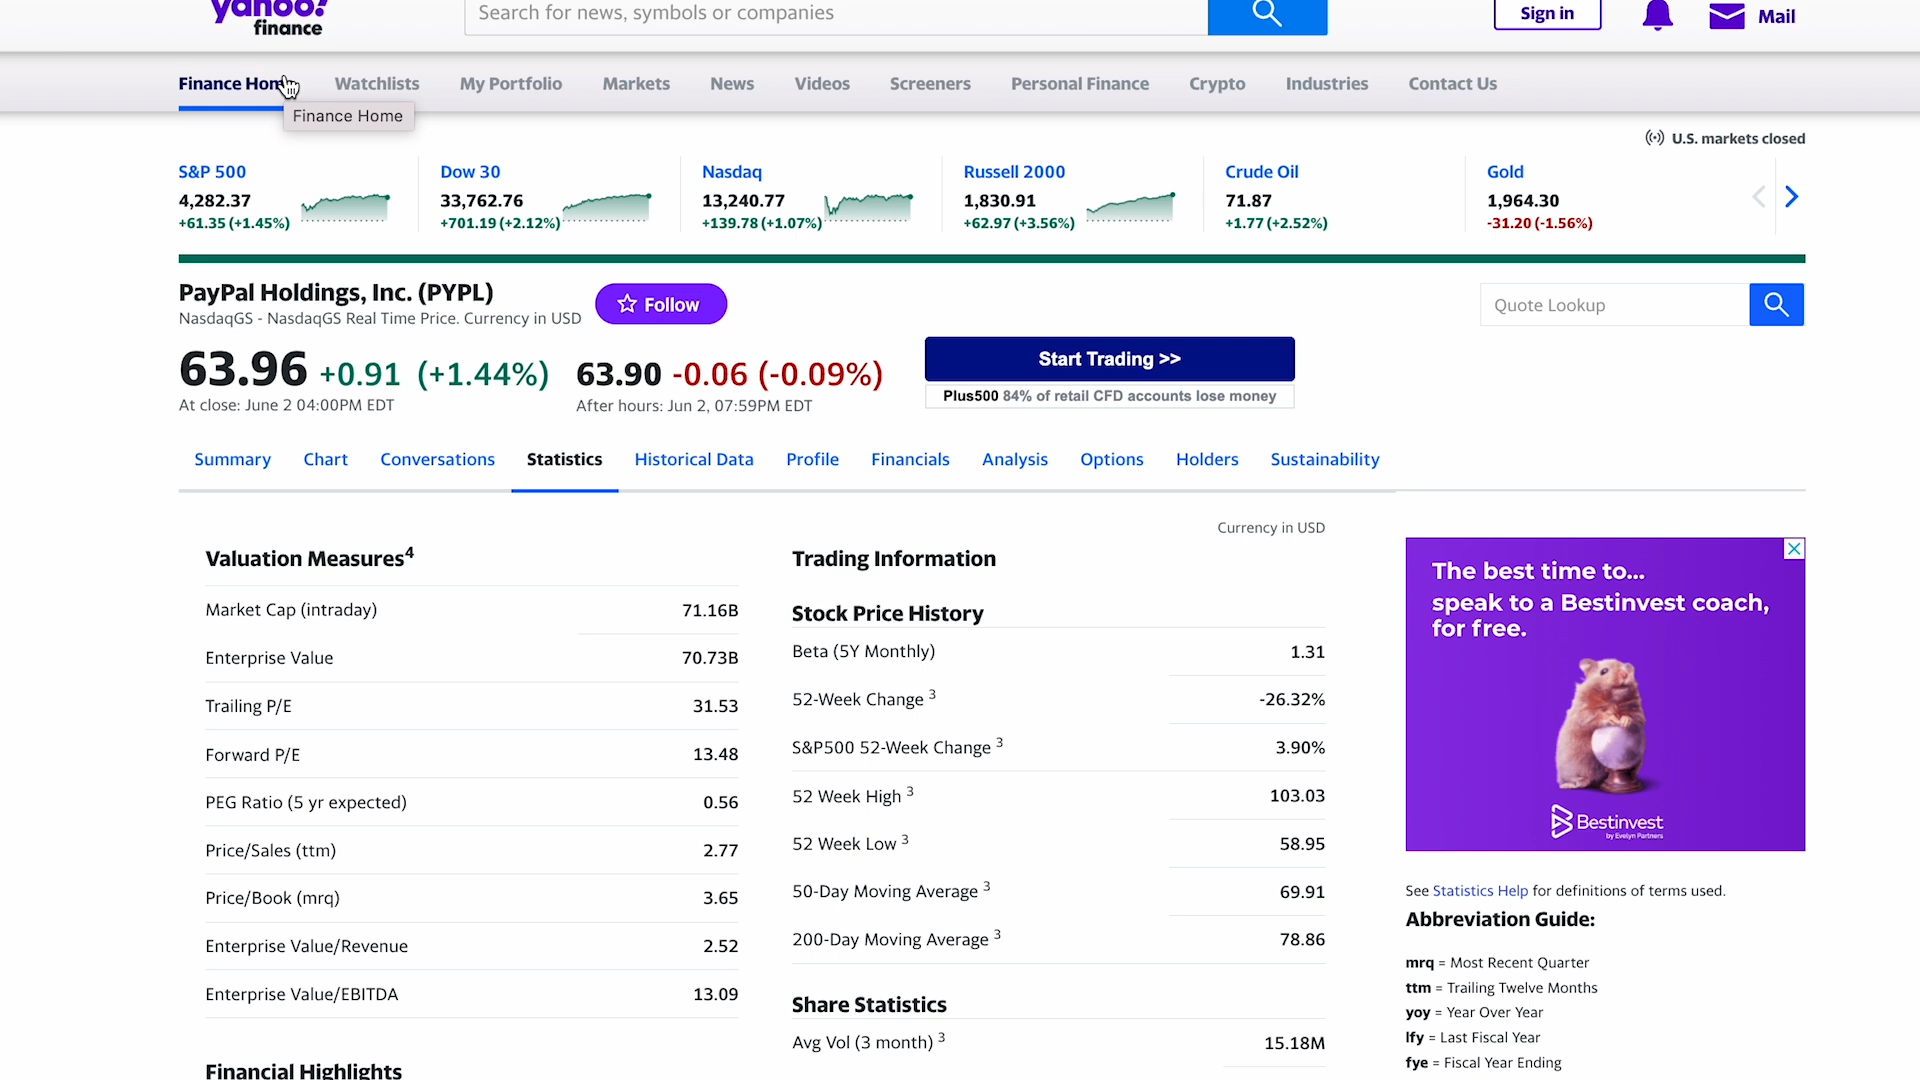 yahoo!
finance
Search for news, symbols or companies
Sign in
Mail
Finance Hom
Watchlists
My Portfolio
Markets
News
Videos
Screeners
Personal Finance
Crypto
Industries
Contact Us
Finance Home
U.S. markets closed
S&P 500
4,282.37
+61.35 (+1.45%)
Dow 30
33,762.76
+701.19 (+2.12%)
Nasdaq
13,240.77
+139.78 (+1.07%)
Russell 2000
1,830.91
+62.97 (+3.56%)
Crude Oil
71.87
+1.77 (+2.52%)
Gold
1,964.30
-31.20 (-1.56%)
PayPal Holdings, Inc. (PYPL)
NasdaqGS - NasdaqGS Real Time Price. Currency in USD
Follow
Quote Lookup
63.96 +0.91 (+1.44%)
At close: June 2 04:00PM EDT
63.90 -0.06 (-0.09%)
After hours: Jun 2, 07:59PM EDT
Start Trading >>
Plus500 84% of retail CFD accounts lose money
Summary
Chart
Conversations
Statistics
Historical Data
Profile
Financials
Analysis
Options
Holders
Sustainability
Currency in USD
Valuation Measures4
Market Cap (intraday) 71.16B
Enterprise Value 70.73B
Trailing P/E 31.53
Forward P/E 13.48
PEG Ratio (5 yr expected) 0.56
Price/Sales (ttm) 2.77
Price/Book (mrq) 3.65
Enterprise Value/Revenue 2.52
Enterprise Value/EBITDA 13.09
Financial Highlights
Trading Information
Stock Price History
Beta (5Y Monthly) 1.31
52-Week Change 3 -26.32%
S&P500 52-Week Change 3 3.90%
52 Week High 3 103.03
52 Week Low 3 58.95
50-Day Moving Average 3 69.91
200-Day Moving Average 3 78.86
Share Statistics
Avg Vol (3 month) 3 15.18M
The best time to...
speak to a Bestinvest coach,
for free.
Bestinvest
by Evelyn Partners
See Statistics Help for definitions of terms used.
Abbreviation Guide:
mrq = Most Recent Quarter
ttm = Trailing Twelve Months
yoy = Year Over Year
lfy = Last Fiscal Year
fye = Fiscal Year Ending